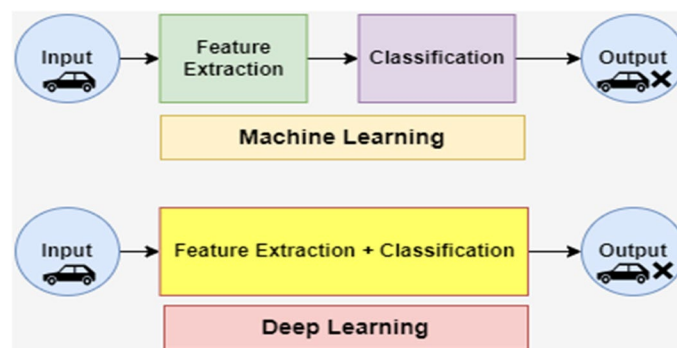 Input
Feature
Extraction
Classification
Output
Machine Learning
Input
Feature Extraction + Classification
Output
Deep Learning